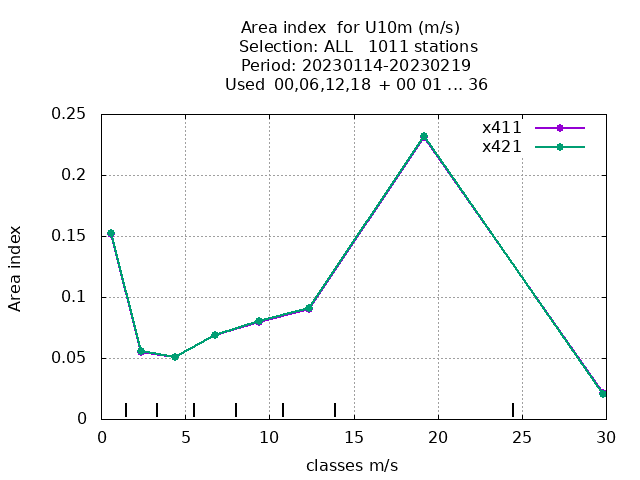 Area index  for U10m (m/s)
Selection: ALL   1011 stations
Period: 20230114-20230219
Used  00,06,12,18  + 00 01 ... 36
0.25
x411
x421
0.2
0.15
Area index
0.1
0.05
0
0 5 10 15 20 25 30
classes m/s